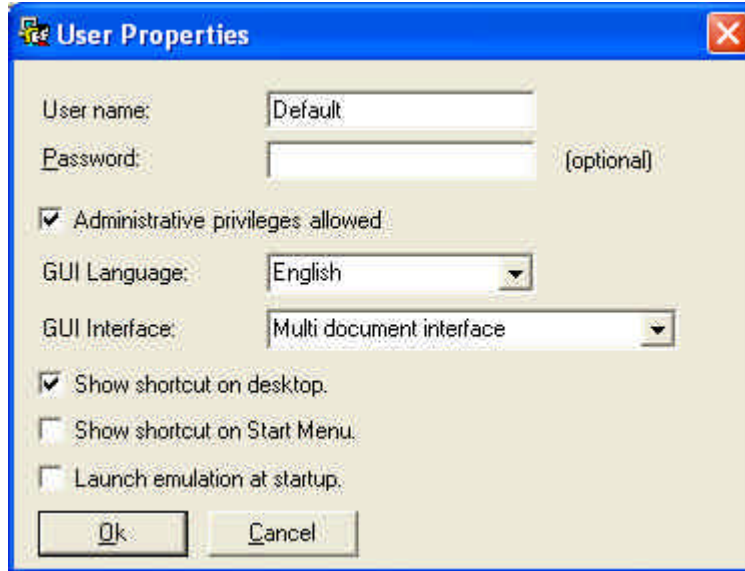 User Properties
User name: Default
Password: (optional)
Administrative privileges allowed
GUI Language: English
GUI Interface: Multi document interface
Show shortcut on desktop.
Show shortcut on Start Menu.
Launch emulation at startup.
Ok Cancel